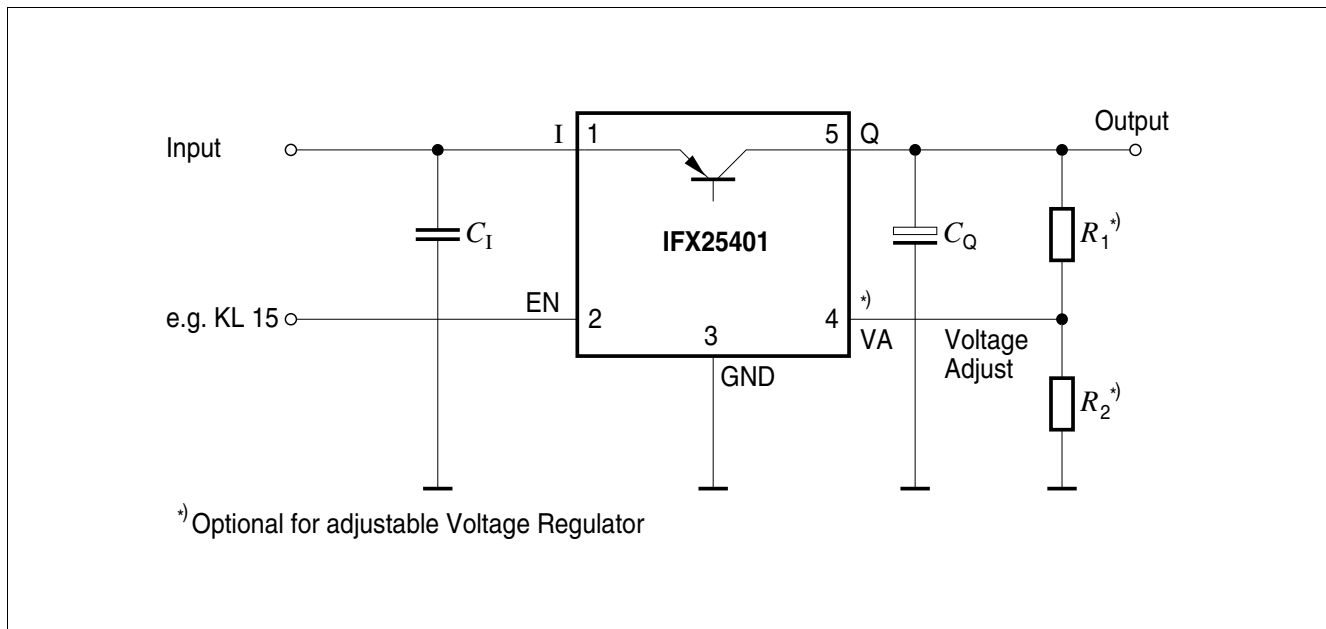 Input
I
1
5
Q
Output
C_I
IFX25401
C_Q
R_1*)
e.g. KL 15
EN
2
3
GND
4
*)
VA
Voltage
Adjust
R_2*)
*)Optional for adjustable Voltage Regulator